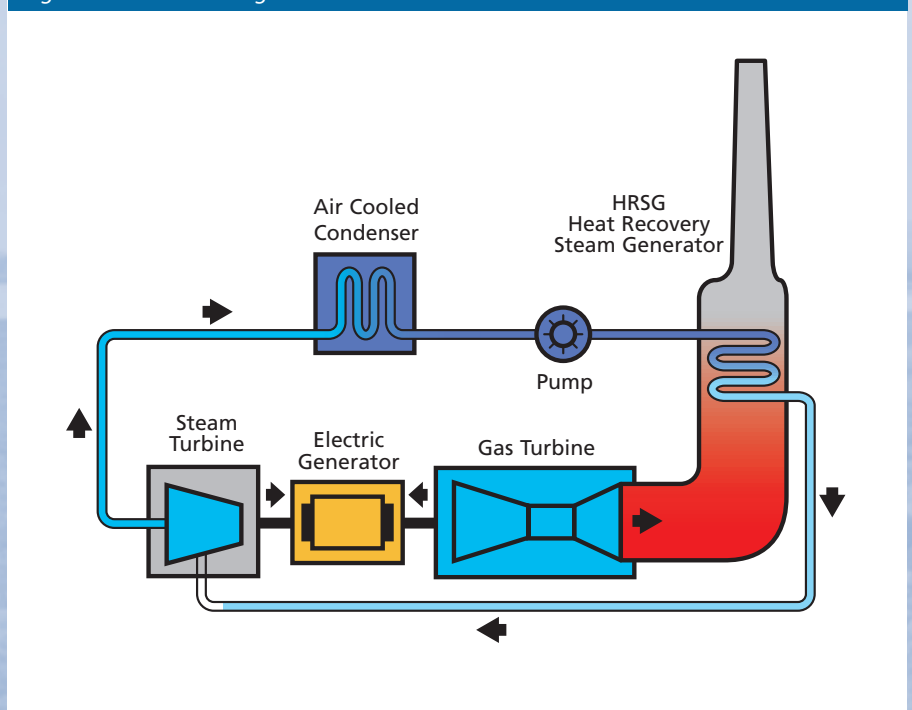 Air Cooled
Condenser
HRSG
Heat Recovery
Steam Generator
Pump
Steam
Turbine
Electric
Generator
Gas Turbine